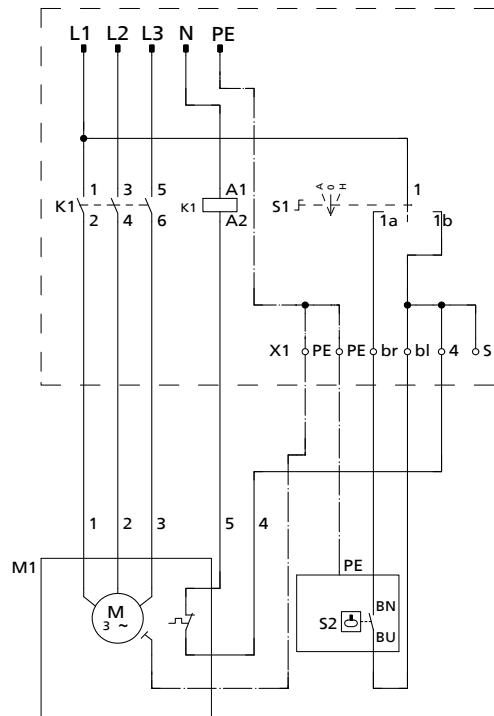 L1 L2 L3 N PE
K1 1 3 5 K1 A1 S1 A 0 H 1
2 4 6 A2 1a 1b
X1 PE PE br bl 4 S
1 2 3 5 4
M1 PE
M 3 ~ S2 BN
BU